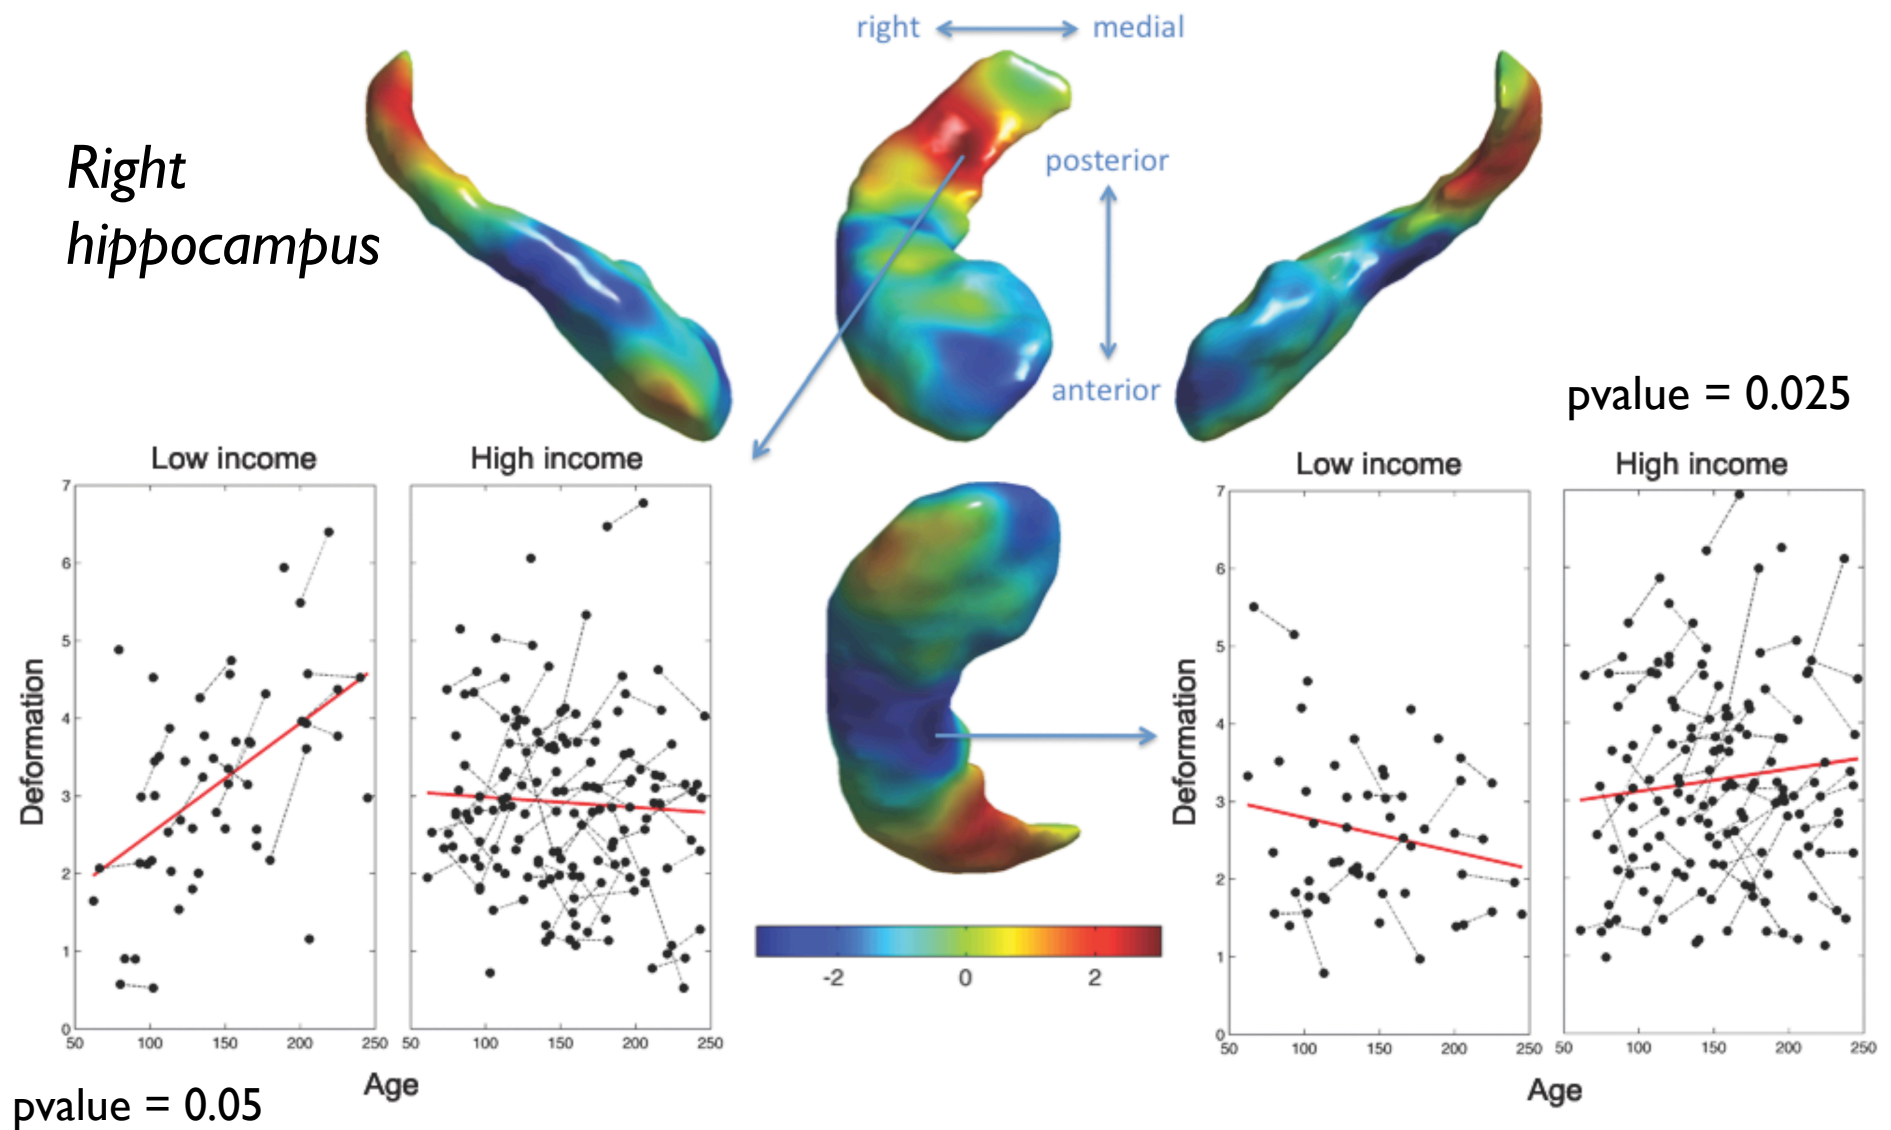 right medial
Right
hippocampus
posterior
anterior
pvalue = 0.025
Low income High income
Low income High income
Deformation
7
6
5
4
3
2
1
0
50 100 150 200 250
50 100 150 200 250
Age
pvalue = 0.05
-2 0 2
Deformation
7
6
5
4
3
2
1
0
50 100 150 200 250
50 100 150 200 250
Age